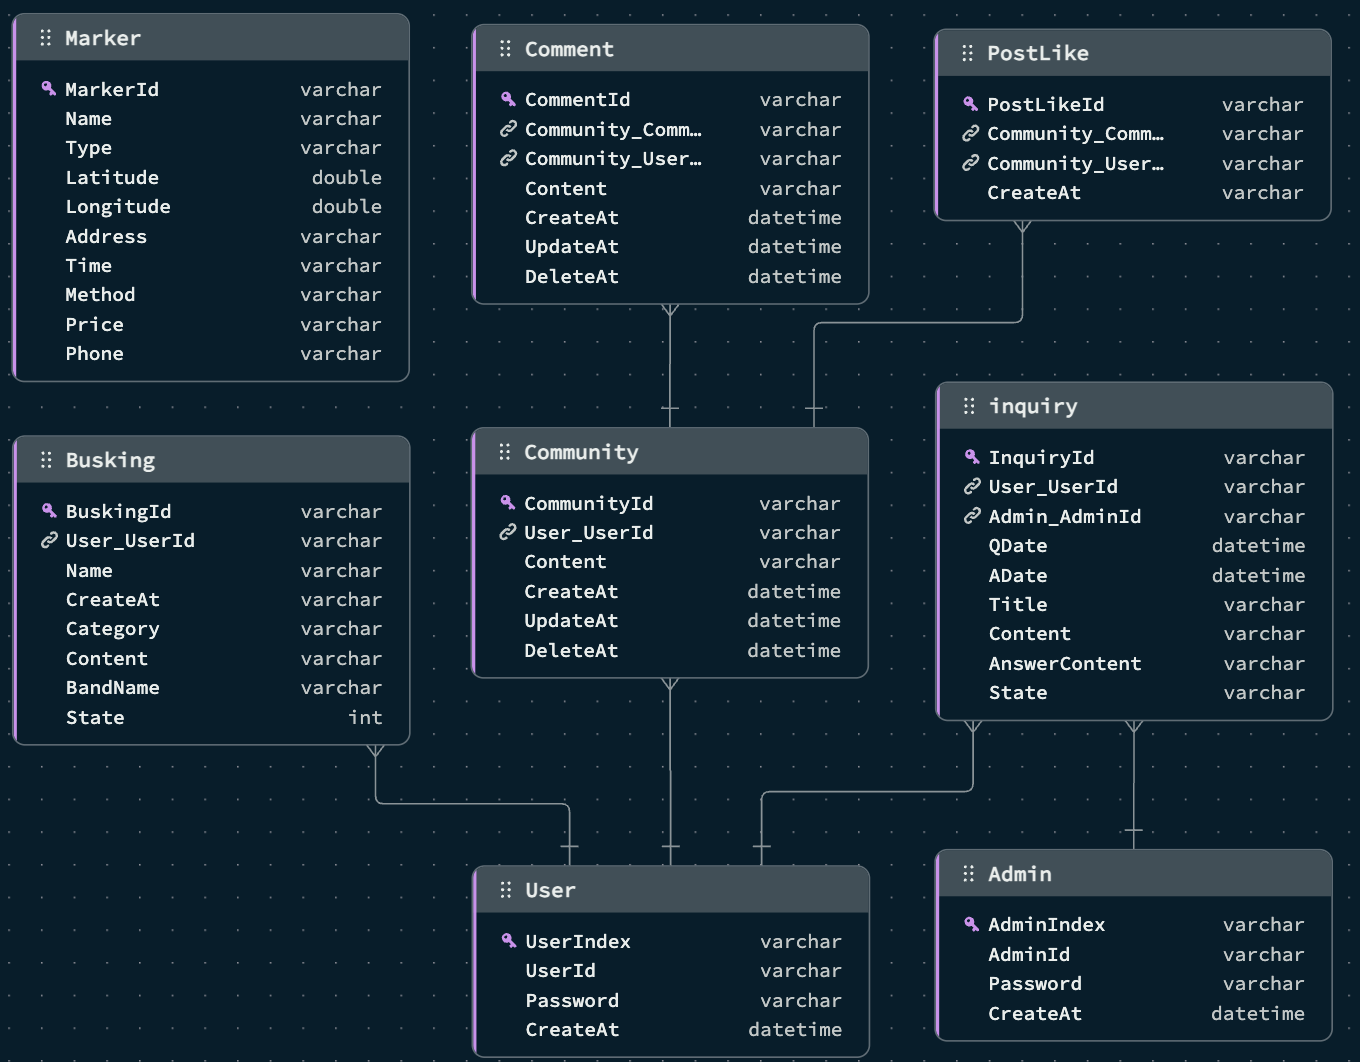 Marker
MarkerId varchar
Name varchar
Type varchar
Latitude double
Longitude double
Address varchar
Time varchar
Method varchar
Price varchar
Phone varchar
Comment
CommentId varchar
Community_Comm… varchar
Community_User… varchar
Content varchar
CreateAt datetime
UpdateAt datetime
DeleteAt datetime
PostLike
PostLikeId varchar
Community_Comm… varchar
Community_User… varchar
CreateAt varchar
Busking
BuskingId varchar
User_UserId varchar
Name varchar
CreateAt varchar
Category varchar
Content varchar
BandName varchar
State int
Community
CommunityId varchar
User_UserId varchar
Content varchar
CreateAt datetime
UpdateAt datetime
DeleteAt datetime
inquiry
InquiryId varchar
User_UserId varchar
Admin_AdminId varchar
QDate datetime
ADate datetime
Title varchar
Content varchar
AnswerContent varchar
State varchar
User
UserIndex varchar
UserId varchar
Password varchar
CreateAt datetime
Admin
AdminIndex varchar
AdminId varchar
Password varchar
CreateAt datetime